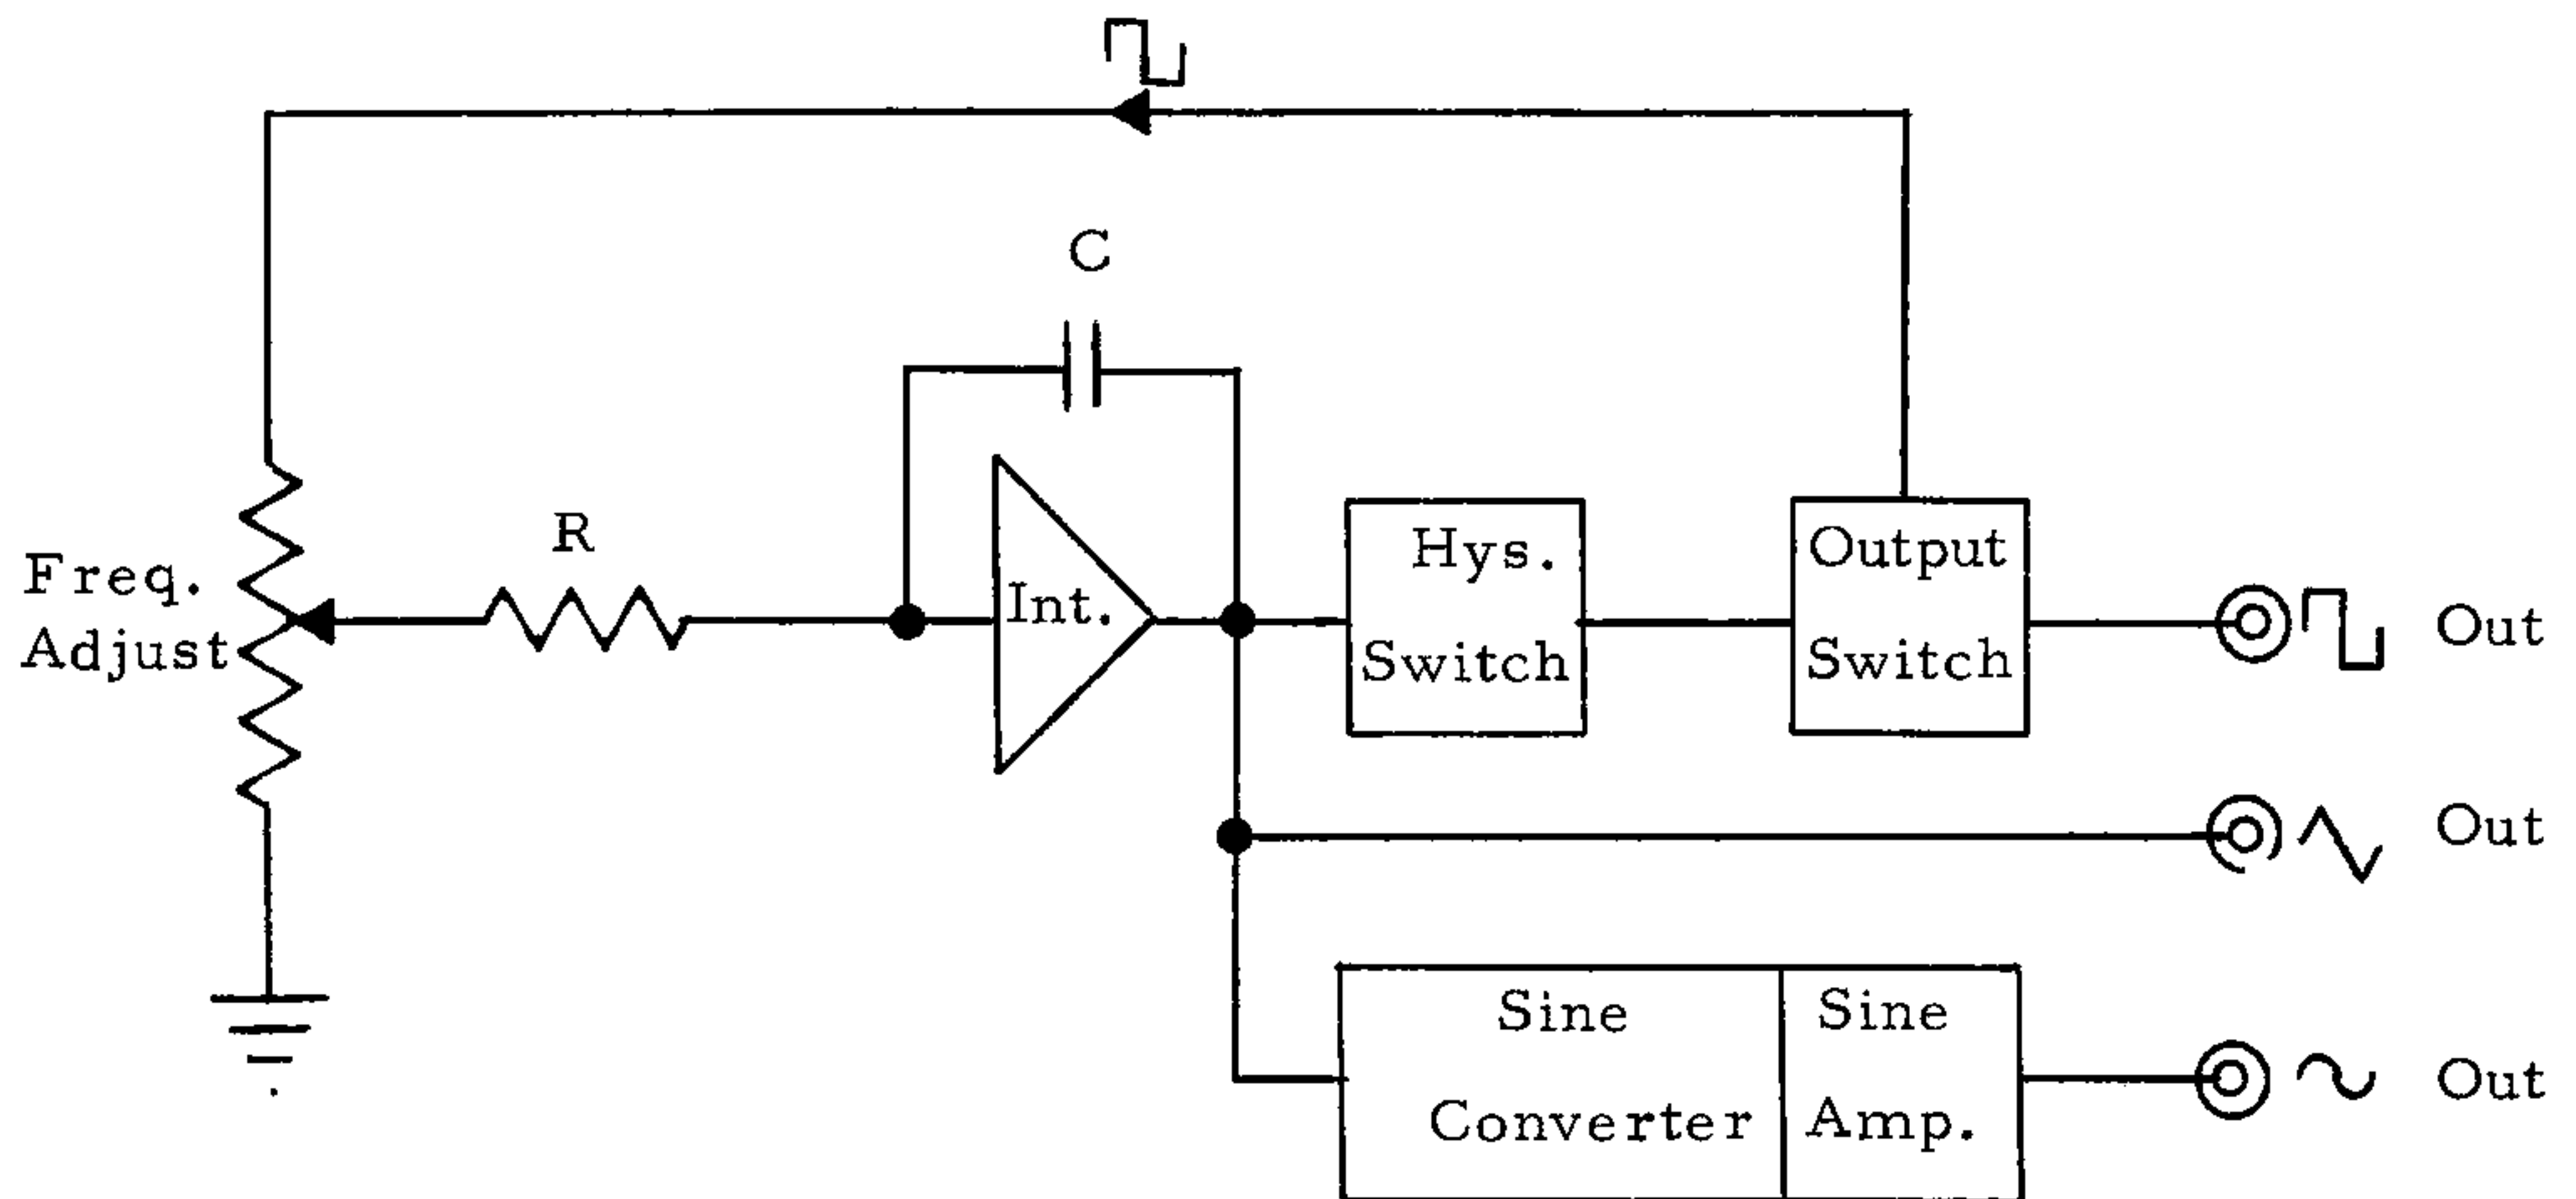 C
R
Freq.
Adjust
Int.
Hys.
Switch
Output
Switch
Out
Out
Sine
Converter
Sine
Amp.
Out